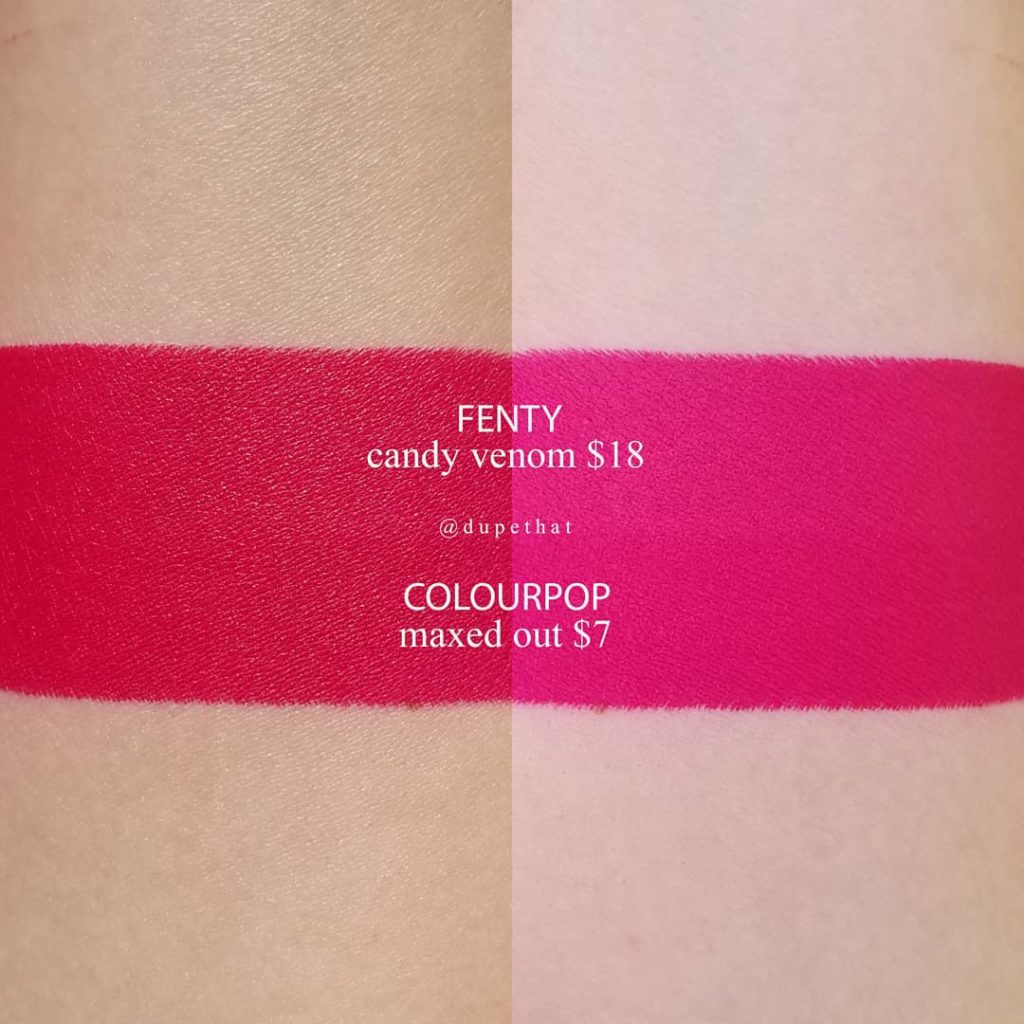 FENTY
candy venom $18
@dupethat
COLOURPOP
maxed out $7